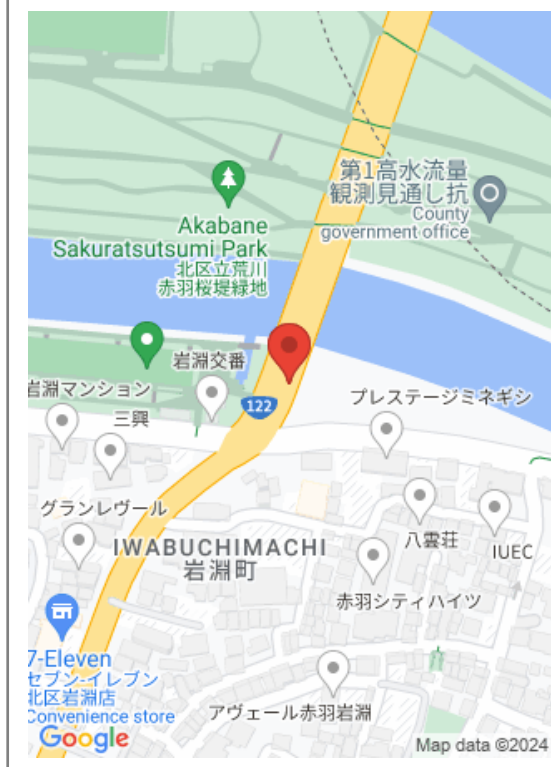 第1高水流量
観測見通し杭
County
government office
Akabane
Sakuratsutsumi Park
北区立荒川
赤羽桜堤緑地
岩淵交番
岩淵マンション
122
プレステージミネギシ
三興
グランレヴール
IWABUCHIMACHI
岩淵町
八雲荘
IUEC
赤羽シティハイツ
7-Eleven
セブン-イレブン
北区岩淵店
Convenience store
アヴェール赤羽岩淵
Google
Map data ©2024